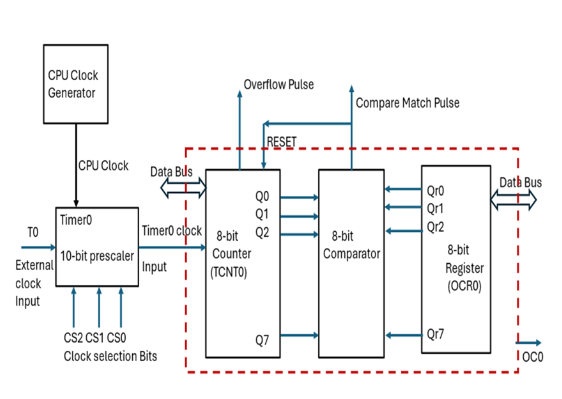 CPU Clock
Generator
Overflow Pulse
Compare Match Pulse
RESET
CPU Clock
Data Bus
Data Bus
Timer0
10-bit prescaler
T0
External
clock
Input
Timer0 clock
Input
CS2 CS1 CS0
Clock selection Bits
8-bit
Counter
(TCNT0)
Q0
Q1
Q2
Q7
8-bit
Comparator
Qr0
Qr1
Qr2
Qr7
8-bit
Register
(OCR0)
OC0